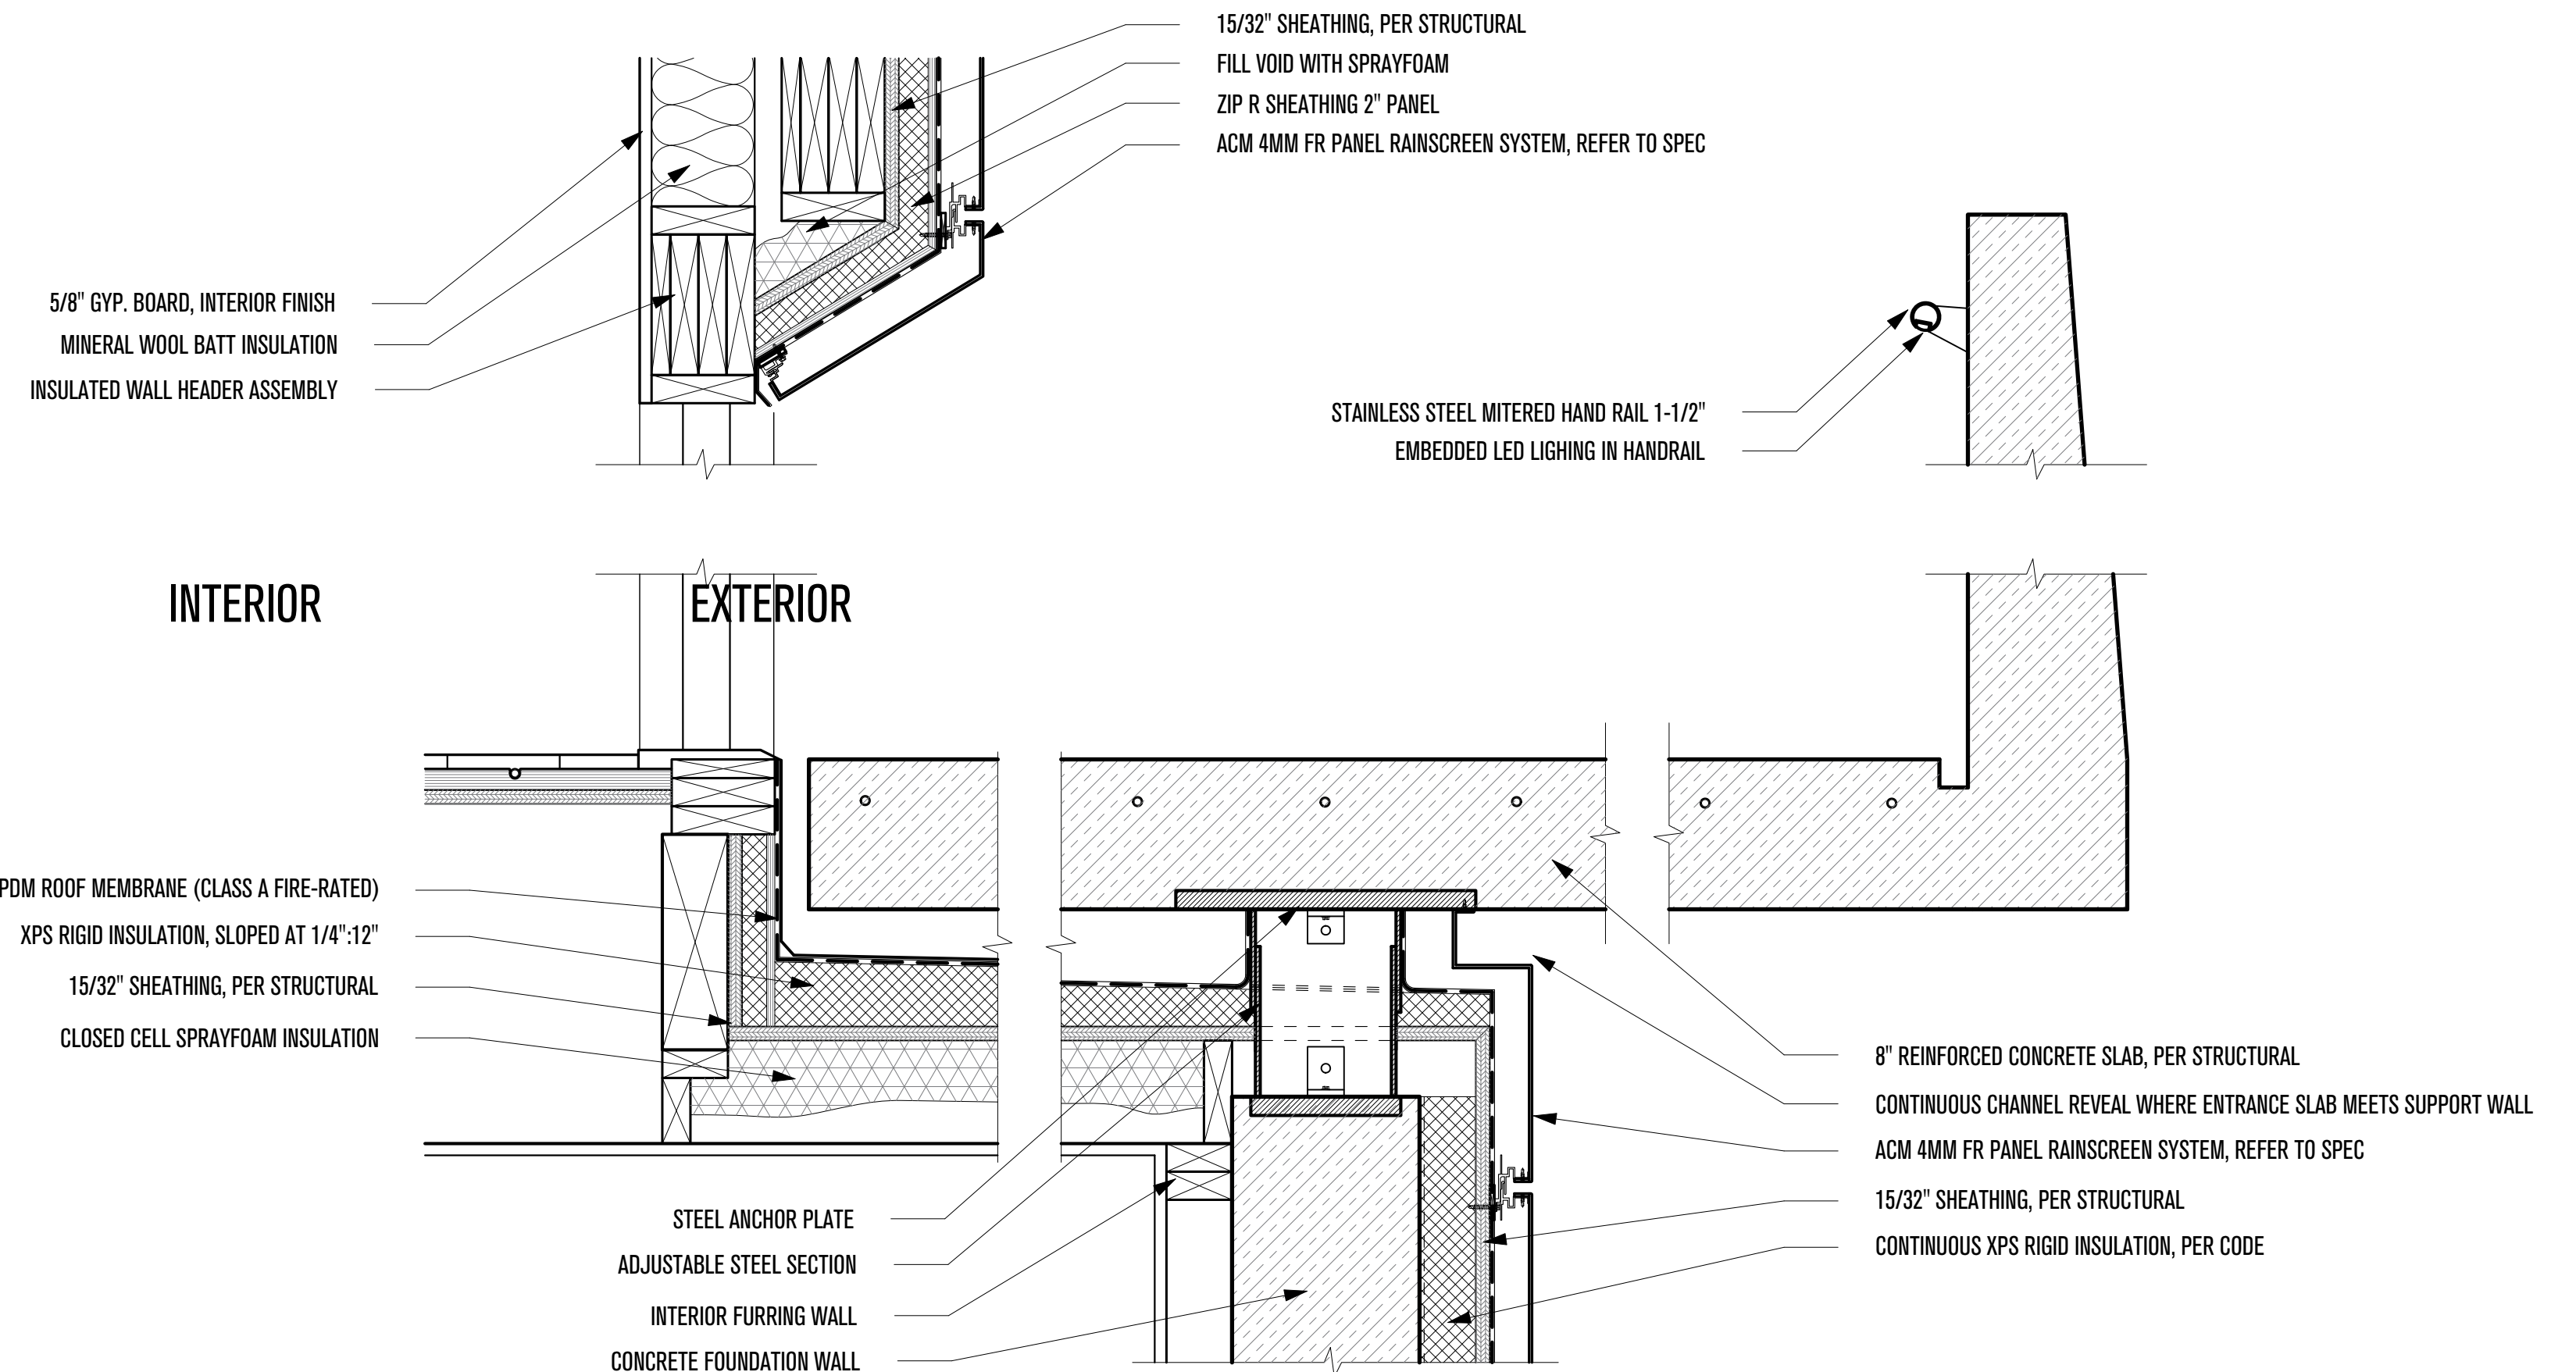 15/32" SHEATHING, PER STRUCTURAL
FILL VOID WITH SPRAYFOAM
ZIP R SHEATHING 2" PANEL
ACM 4MM FR PANEL RAINSCREEN SYSTEM, REFER TO SPEC
5/8" GYP. BOARD, INTERIOR FINISH
MINERAL WOOL BATT INSULATION
INSULATED WALL HEADER ASSEMBLY
STAINLESS STEEL MITERED HAND RAIL 1-1/2"
EMBEDDED LED LIGHING IN HANDRAIL
INTERIOR
EXTERIOR
PDM ROOF MEMBRANE (CLASS A FIRE-RATED)
XPS RIGID INSULATION, SLOPED AT 1/4":12"
15/32" SHEATHING, PER STRUCTURAL
CLOSED CELL SPRAYFOAM INSULATION
STEEL ANCHOR PLATE
ADJUSTABLE STEEL SECTION
INTERIOR FURRING WALL
CONCRETE FOUNDATION WALL
8" REINFORCED CONCRETE SLAB, PER STRUCTURAL
CONTINUOUS CHANNEL REVEAL WHERE ENTRANCE SLAB MEETS SUPPORT WALL
ACM 4MM FR PANEL RAINSCREEN SYSTEM, REFER TO SPEC
15/32" SHEATHING, PER STRUCTURAL
CONTINUOUS XPS RIGID INSULATION, PER CODE